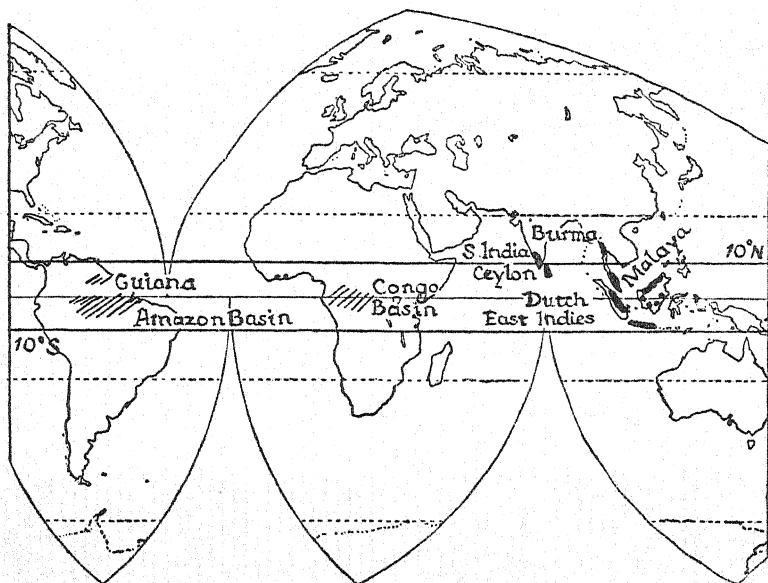 Burma
S. India
10°N
Ceylon
Malaya
Guiana
Congo
Basin
Dutch
East Indies
Amazon Basin
10°S